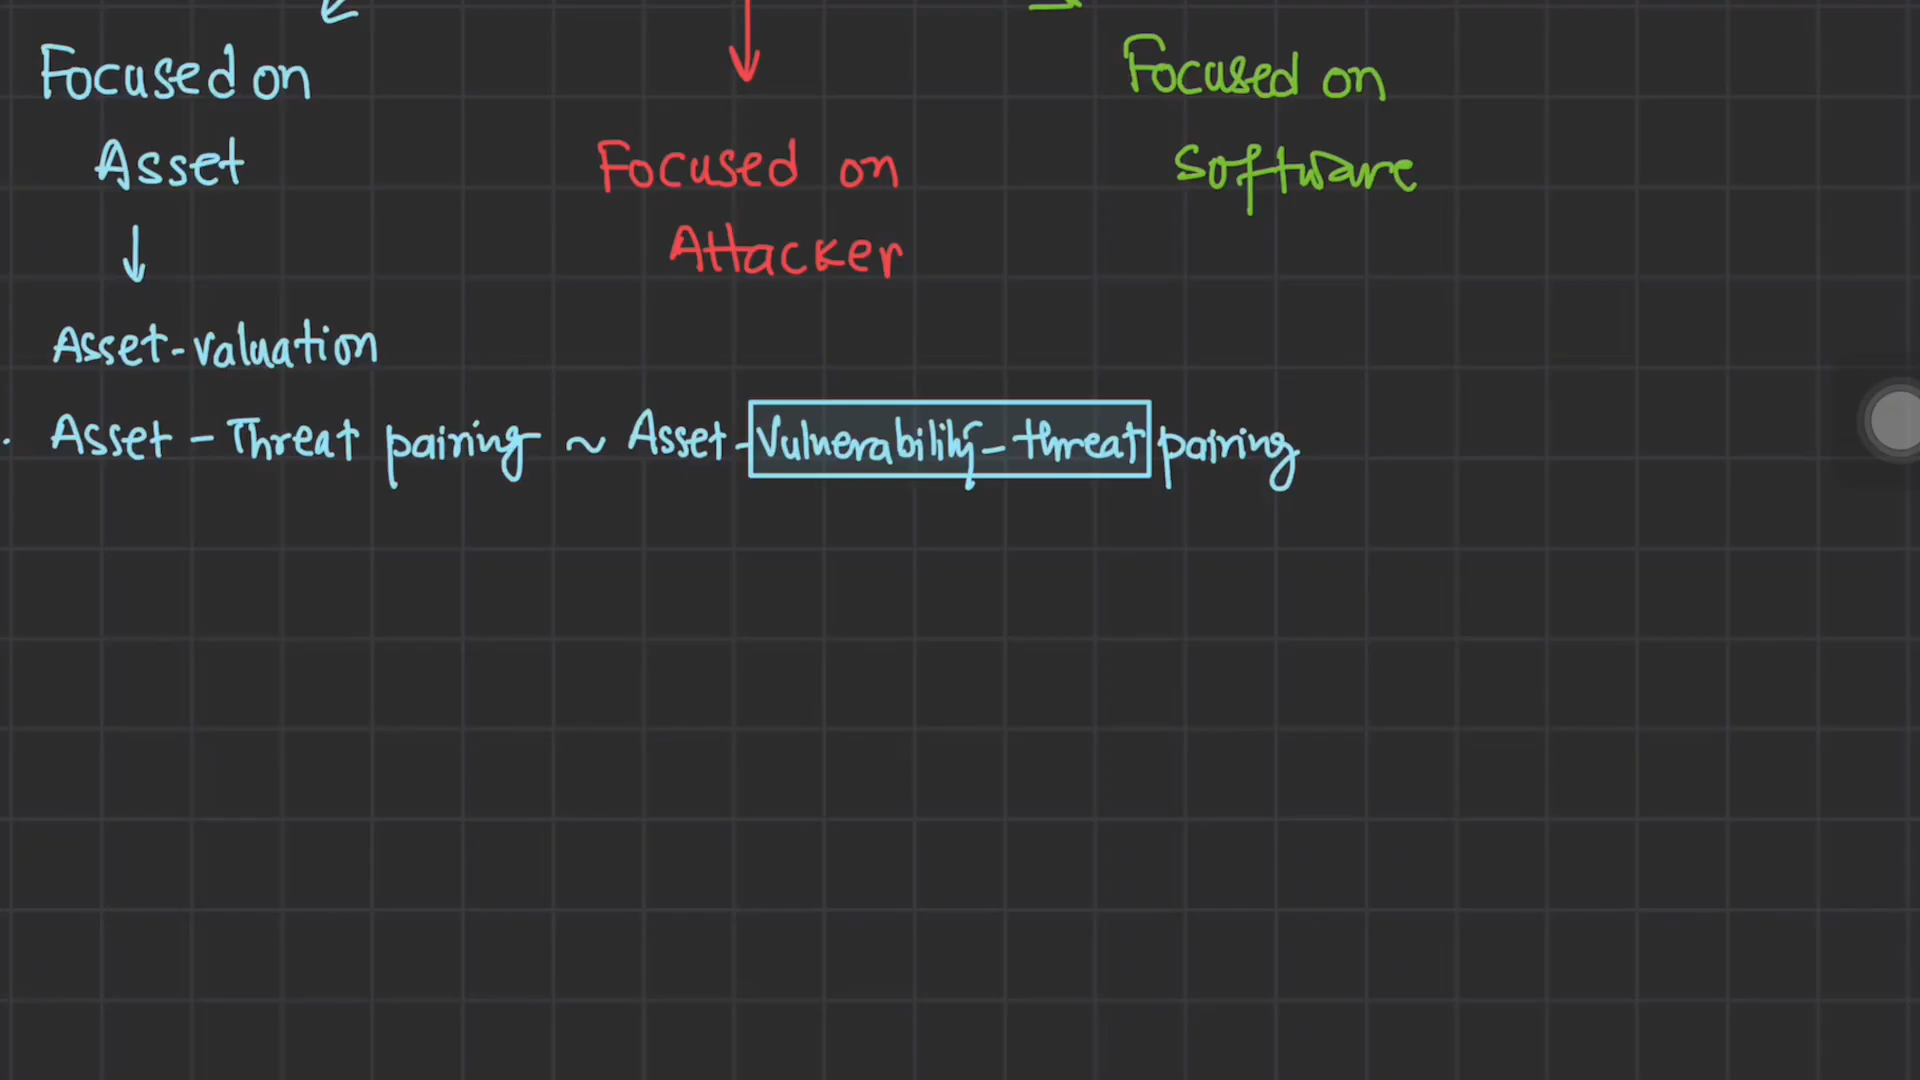 Focused on
Asset
Focused on
Attacker
Focused on
Software
Asset-valuation
. Asset - Threat pairing ~ Asset-Vulnerability-threat pairing